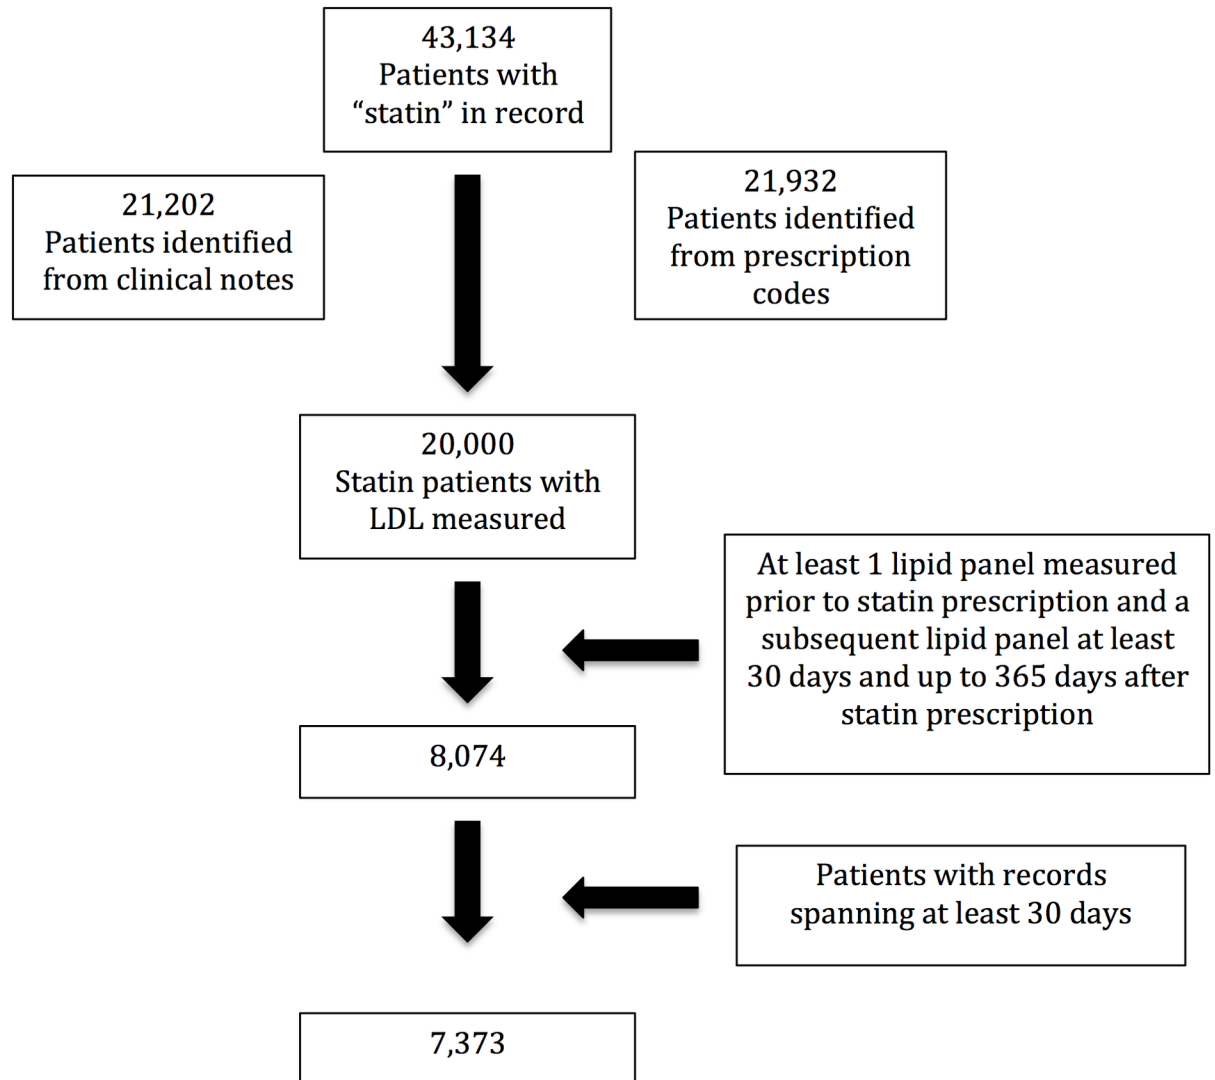 43,134
Patients with
“statin” in record
21,202
Patients identified
from clinical notes
21,932
Patients identified
from prescription
codes
20,000
Statin patients with
LDL measured
At least 1 lipid panel measured
prior to statin prescription and a
subsequent lipid panel at least
30 days and up to 365 days after
statin prescription
8,074
Patients with records
spanning at least 30 days
7,373